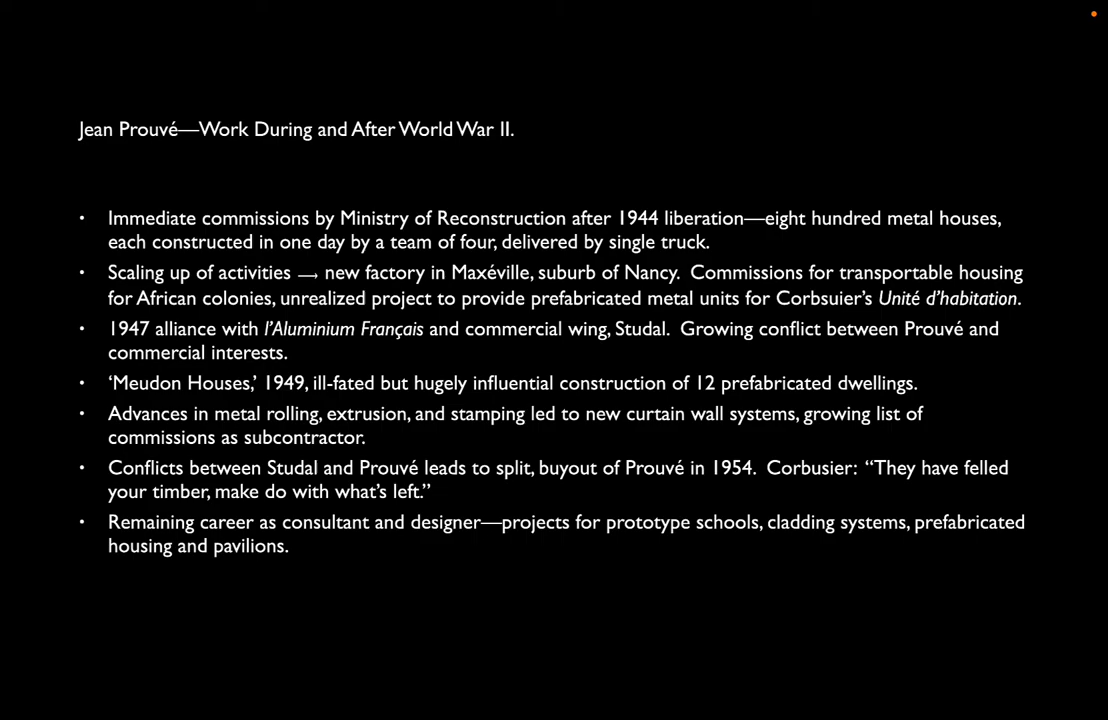 Jean Prouvé—Work During and After World War II.
• Immediate commissions by Ministry of Reconstruction after 1944 liberation—eight hundred metal houses,
each constructed in one day by a team of four, delivered by single truck.
• Scaling up of activities → new factory in Maxéville, suburb of Nancy.  Commissions for transportable housing
for African colonies, unrealized project to provide prefabricated metal units for Corbsuier’s Unité d’habitation.
• 1947 alliance with l’Aluminium Français and commercial wing, Studal.  Growing conflict between Prouvé and
commercial interests.
• ‘Meudon Houses,’ 1949, ill-fated but hugely influential construction of 12 prefabricated dwellings.
• Advances in metal rolling, extrusion, and stamping led to new curtain wall systems, growing list of
commissions as subcontractor.
• Conflicts between Studal and Prouvé leads to split, buyout of Prouvé in 1954.  Corbusier:  “They have felled
your timber, make do with what’s left.”
• Remaining career as consultant and designer—projects for prototype schools, cladding systems, prefabricated
housing and pavilions.